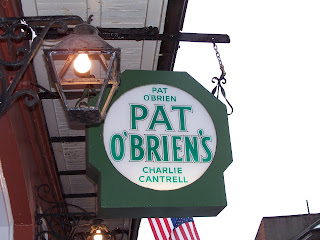 PAT
O'BRIEN
PAT
O'BRIEN'S
CHARLIE
CANTRELL